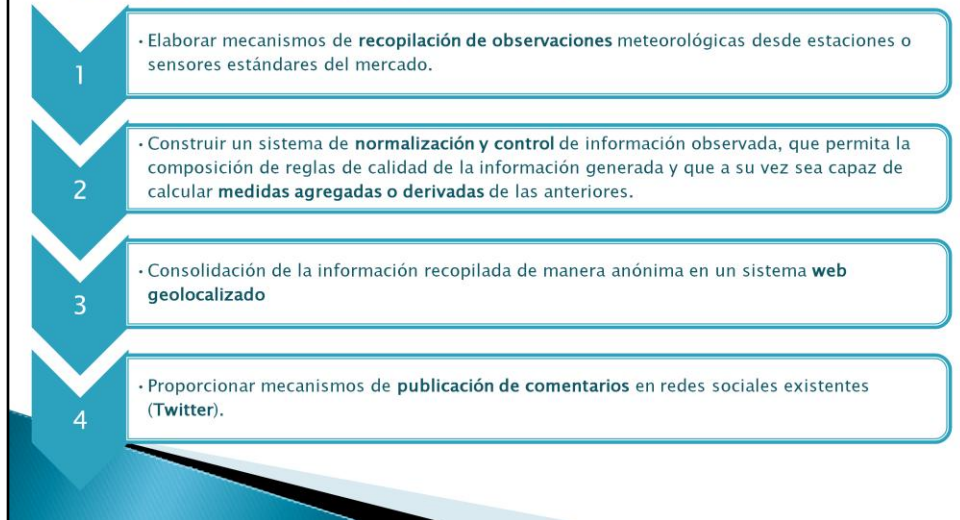 1
· Elaborar mecanismos de recopilación de observaciones meteorológicas desde estaciones o
sensores estándares del mercado.
2
· Construir un sistema de normalización y control de información observada, que permita la
composición de reglas de calidad de la información generada y que a su vez sea capaz de
calcular medidas agregadas o derivadas de las anteriores.
3
· Consolidación de la información recopilada de manera anónima en un sistema web
geolocalizado
4
· Proporcionar mecanismos de publicación de comentarios en redes sociales existentes
(Twitter).